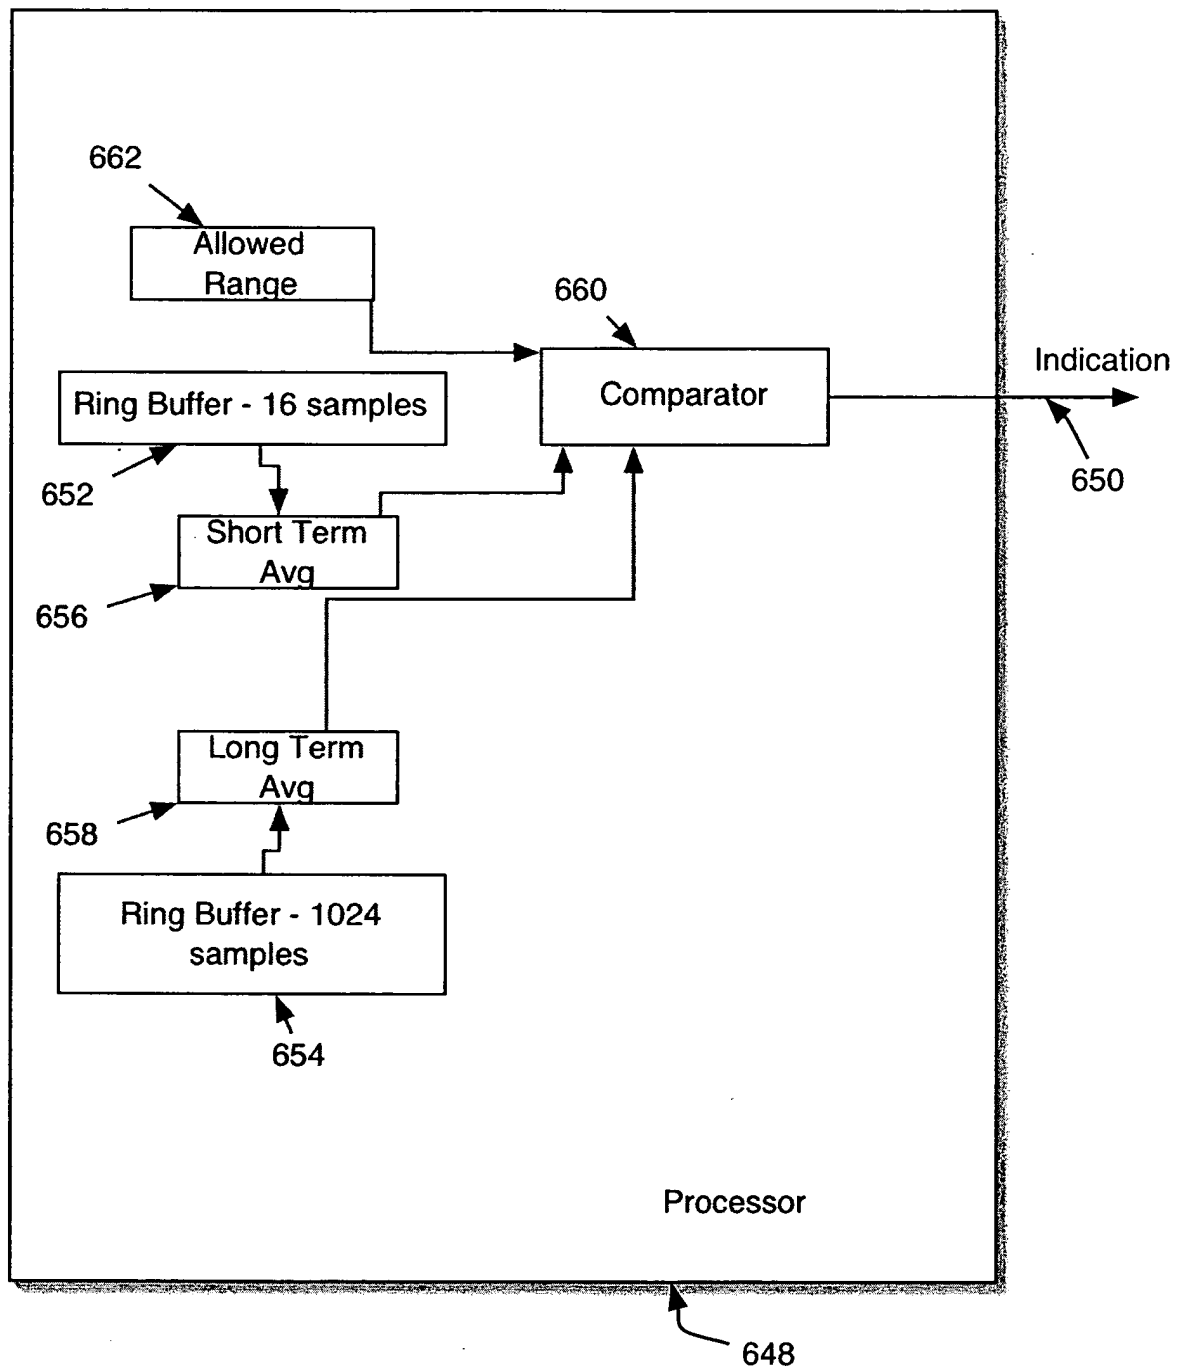 662
Allowed
Range
660
Indication
Comparator
Ring Buffer - 16 samples
652
650
Short Term
Avg
656
Long Term
Avg
658
Ring Buffer - 1024
samples
654
Processor
648